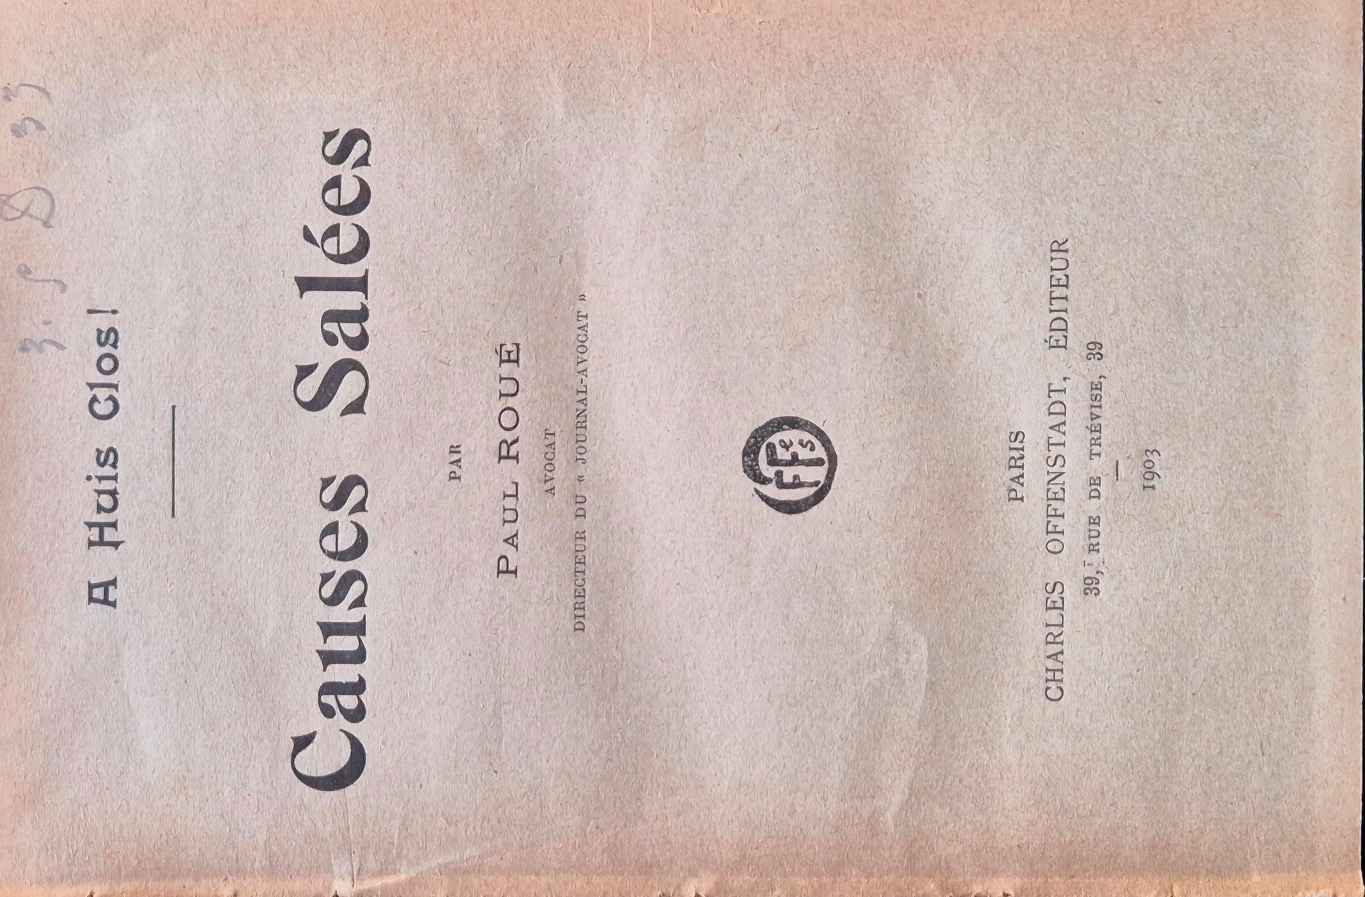 A Huis Clos!
Causes Salées
PAR
PAUL ROUÉ
AVOCAT
DIRECTEUR DU « JOURNAL-AVOCAT »
PARIS
CHARLES OFFENSTADT, ÉDITEUR
39, RUE DE TRÉVISE, 39
1903